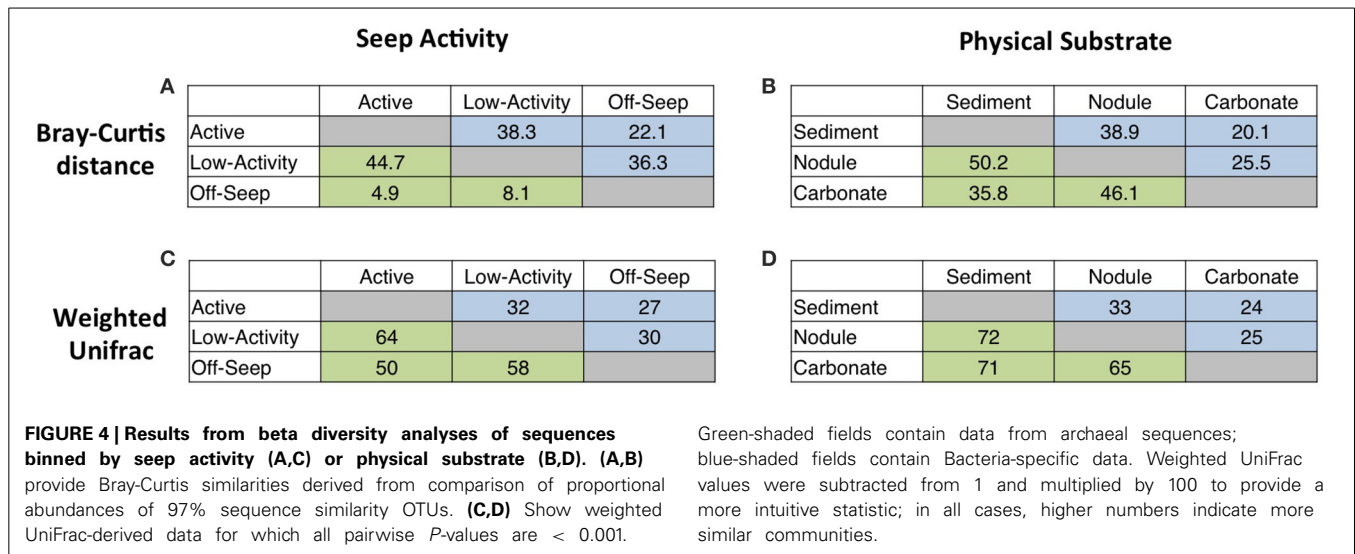 Seep Activity
Physical Substrate
Bray-Curtis
distance
A
Active Low-Activity Off-Seep
Active 38.3 22.1
Low-Activity 44.7 36.3
Off-Seep 4.9 8.1
B
Sediment Nodule Carbonate
Sediment 38.9 20.1
Nodule 50.2 25.5
Carbonate 35.8 46.1
Weighted
Unifrac
C
Active Low-Activity Off-Seep
Active 32 27
Low-Activity 64 30
Off-Seep 50 58
D
Sediment Nodule Carbonate
Sediment 33 24
Nodule 72 25
Carbonate 71 65
FIGURE 4 | Results from beta diversity analyses of sequences
binned by seep activity (A,C) or physical substrate (B,D). (A,B)
provide Bray-Curtis similarities derived from comparison of proportional
abundances of 97% sequence similarity OTUs. (C,D) Show weighted
UniFrac-derived data for which all pairwise P-values are < 0.001.
Green-shaded fields contain data from archaeal sequences;
blue-shaded fields contain Bacteria-specific data. Weighted UniFrac
values were subtracted from 1 and multiplied by 100 to provide a
more intuitive statistic; in all cases, higher numbers indicate more
similar communities.